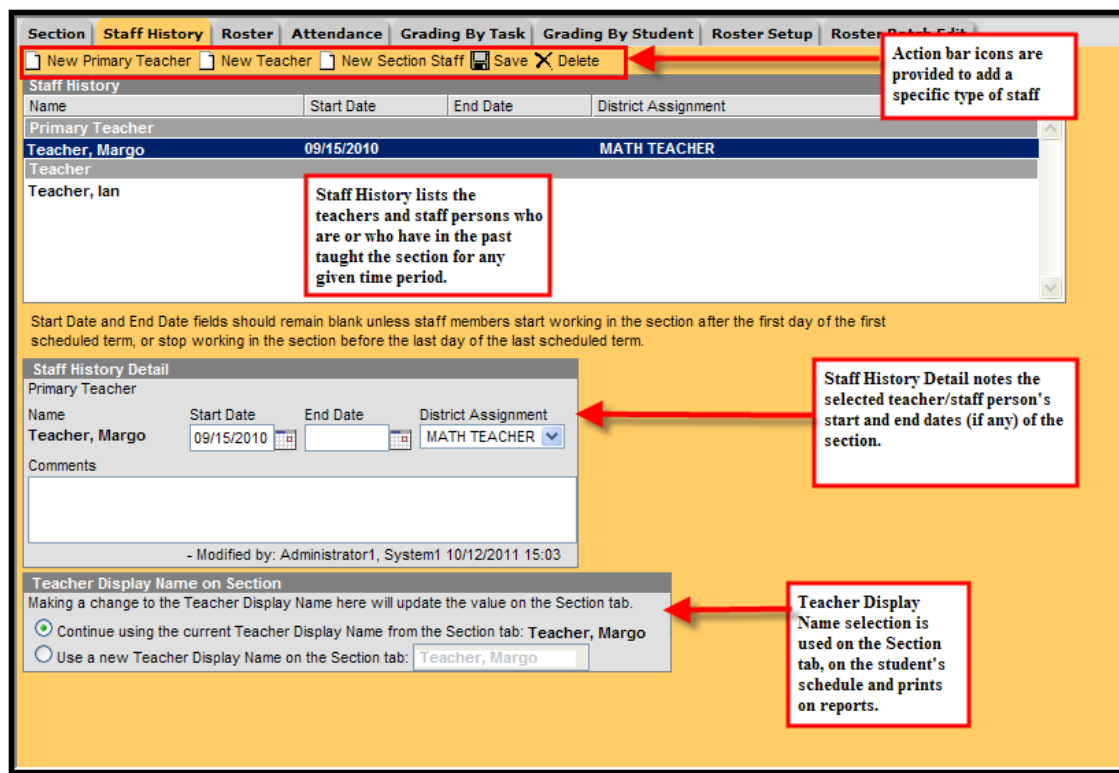 Section Staff History Roster Attendance Grading By Task Grading By Student Roster Setup Roster Batch Edit
New Primary Teacher New Teacher New Section Staff Save Delete
Action bar icons are
provided to add a
specific type of staff
Staff History
Name Start Date End Date District Assignment
Primary Teacher
Teacher, Margo 09/15/2010 MATH TEACHER
Teacher
Teacher, Ian
Staff History lists the
teachers and staff persons who
are or who have in the past
taught the section for any
given time period.
Start Date and End Date fields should remain blank unless staff members start working in the section after the first day of the first
scheduled term, or stop working in the section before the last day of the last scheduled term.
Staff History Detail
Primary Teacher
Name Start Date End Date District Assignment
Teacher, Margo 09/15/2010 MATH TEACHER
Comments
- Modified by: Administrator1, System1 10/12/2011 15:03
Staff History Detail notes the
selected teacher/staff person's
start and end dates (if any) of the
section.
Teacher Display Name on Section
Making a change to the Teacher Display Name here will update the value on the Section tab.
Continue using the current Teacher Display Name from the Section tab: Teacher, Margo
Use a new Teacher Display Name on the Section tab: Teacher, Margo
Teacher Display
Name selection is
used on the Section
tab, on the student's
schedule and prints
on reports.